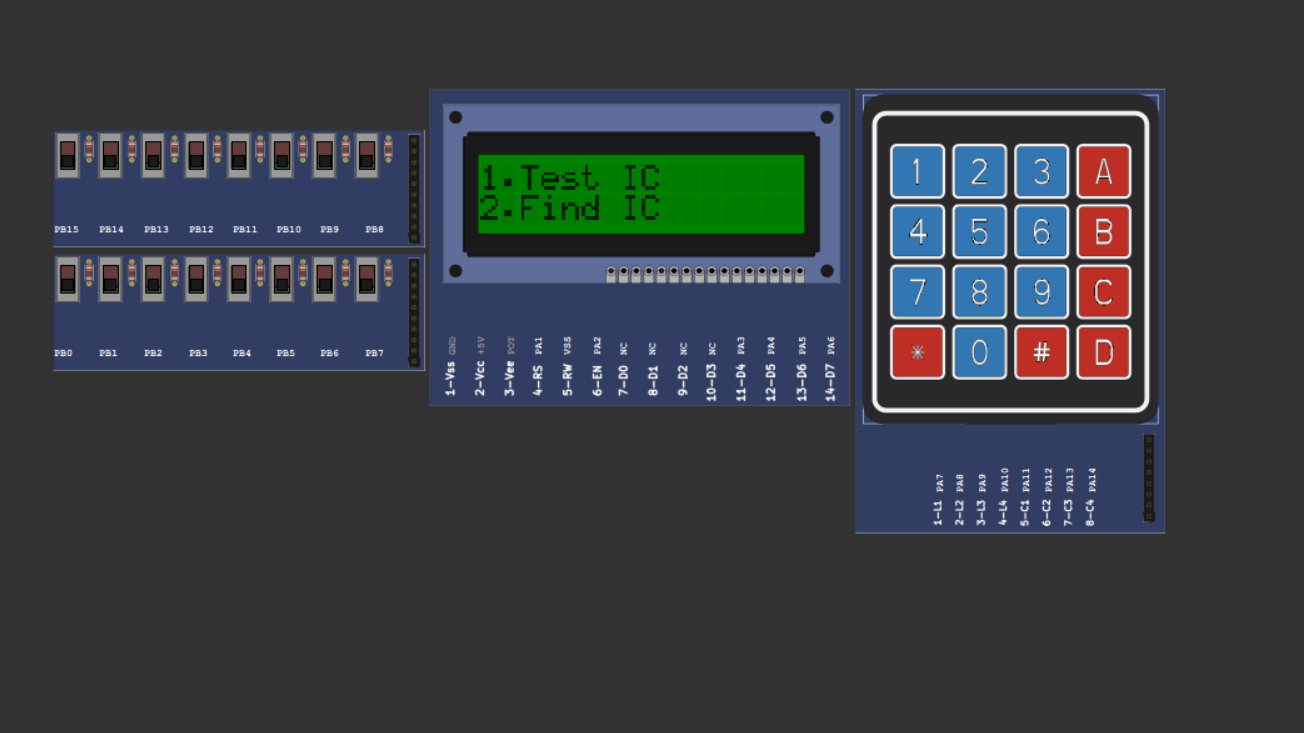 PB15 PB14 PB13 PB12 PB11 PB10 PB9 PB8
PB0 PB1 PB2 PB3 PB4 PB5 PB6 PB7
1.Test IC
2.Find IC
1-Vss GND
2-Vcc +5V
3-Vee POT
4-RS PA1
5-RW VSS
6-EN PA2
7-D0 NC
8-D1 NC
9-D2 NC
10-D3 NC
11-D4 PA3
12-D5 PA4
13-D6 PA5
14-D7 PA6
1 2 3 A
4 5 6 B
7 8 9 C
* 0 # D
1-L1 PA7
2-L2 PA8
3-L3 PA9
4-L4 PA10
5-C1 PA11
6-C2 PA12
7-C3 PA13
8-C4 PA14